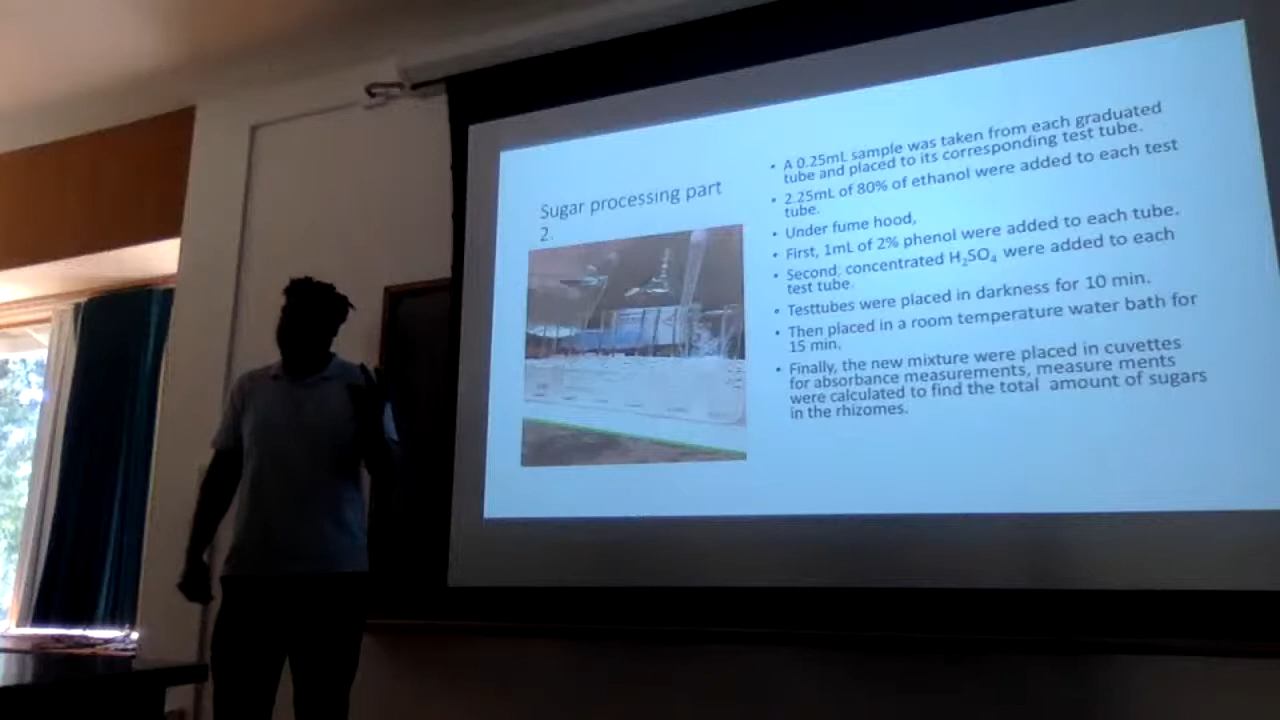 Sugar processing part
2.
• A 0.25mL sample was taken from each graduated
tube and placed to its corresponding test tube.
• 2.25mL of 80% of ethanol were added to each test
tube.
• Under fume hood,
• First, 1mL of 2% phenol were added to each tube.
• Second, concentrated H₂SO₄ were added to each
test tube.
• Testtubes were placed in darkness for 10 min.
• Then placed in a room temperature water bath for
15 min.
• Finally, the new mixture were placed in cuvettes
for absorbance measurements, measure ments
were calculated to find the total amount of sugars
in the rhizomes.